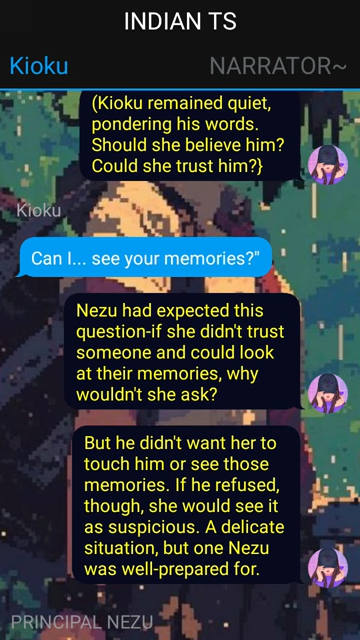 INDIAN TS
Kioku
NARRATOR~
(Kioku remained quiet,
pondering his words.
Should she believe him?
Could she trust him?}
Kioku
Can I... see your memories?"
Nezu had expected this
question-if she didn't trust
someone and could look
at their memories, why
wouldn't she ask?
But he didn't want her to
touch him or see those
memories. If he refused,
though, she would see it
as suspicious. A delicate
situation, but one Nezu
was well-prepared for.
PRINCIPAL NEZU